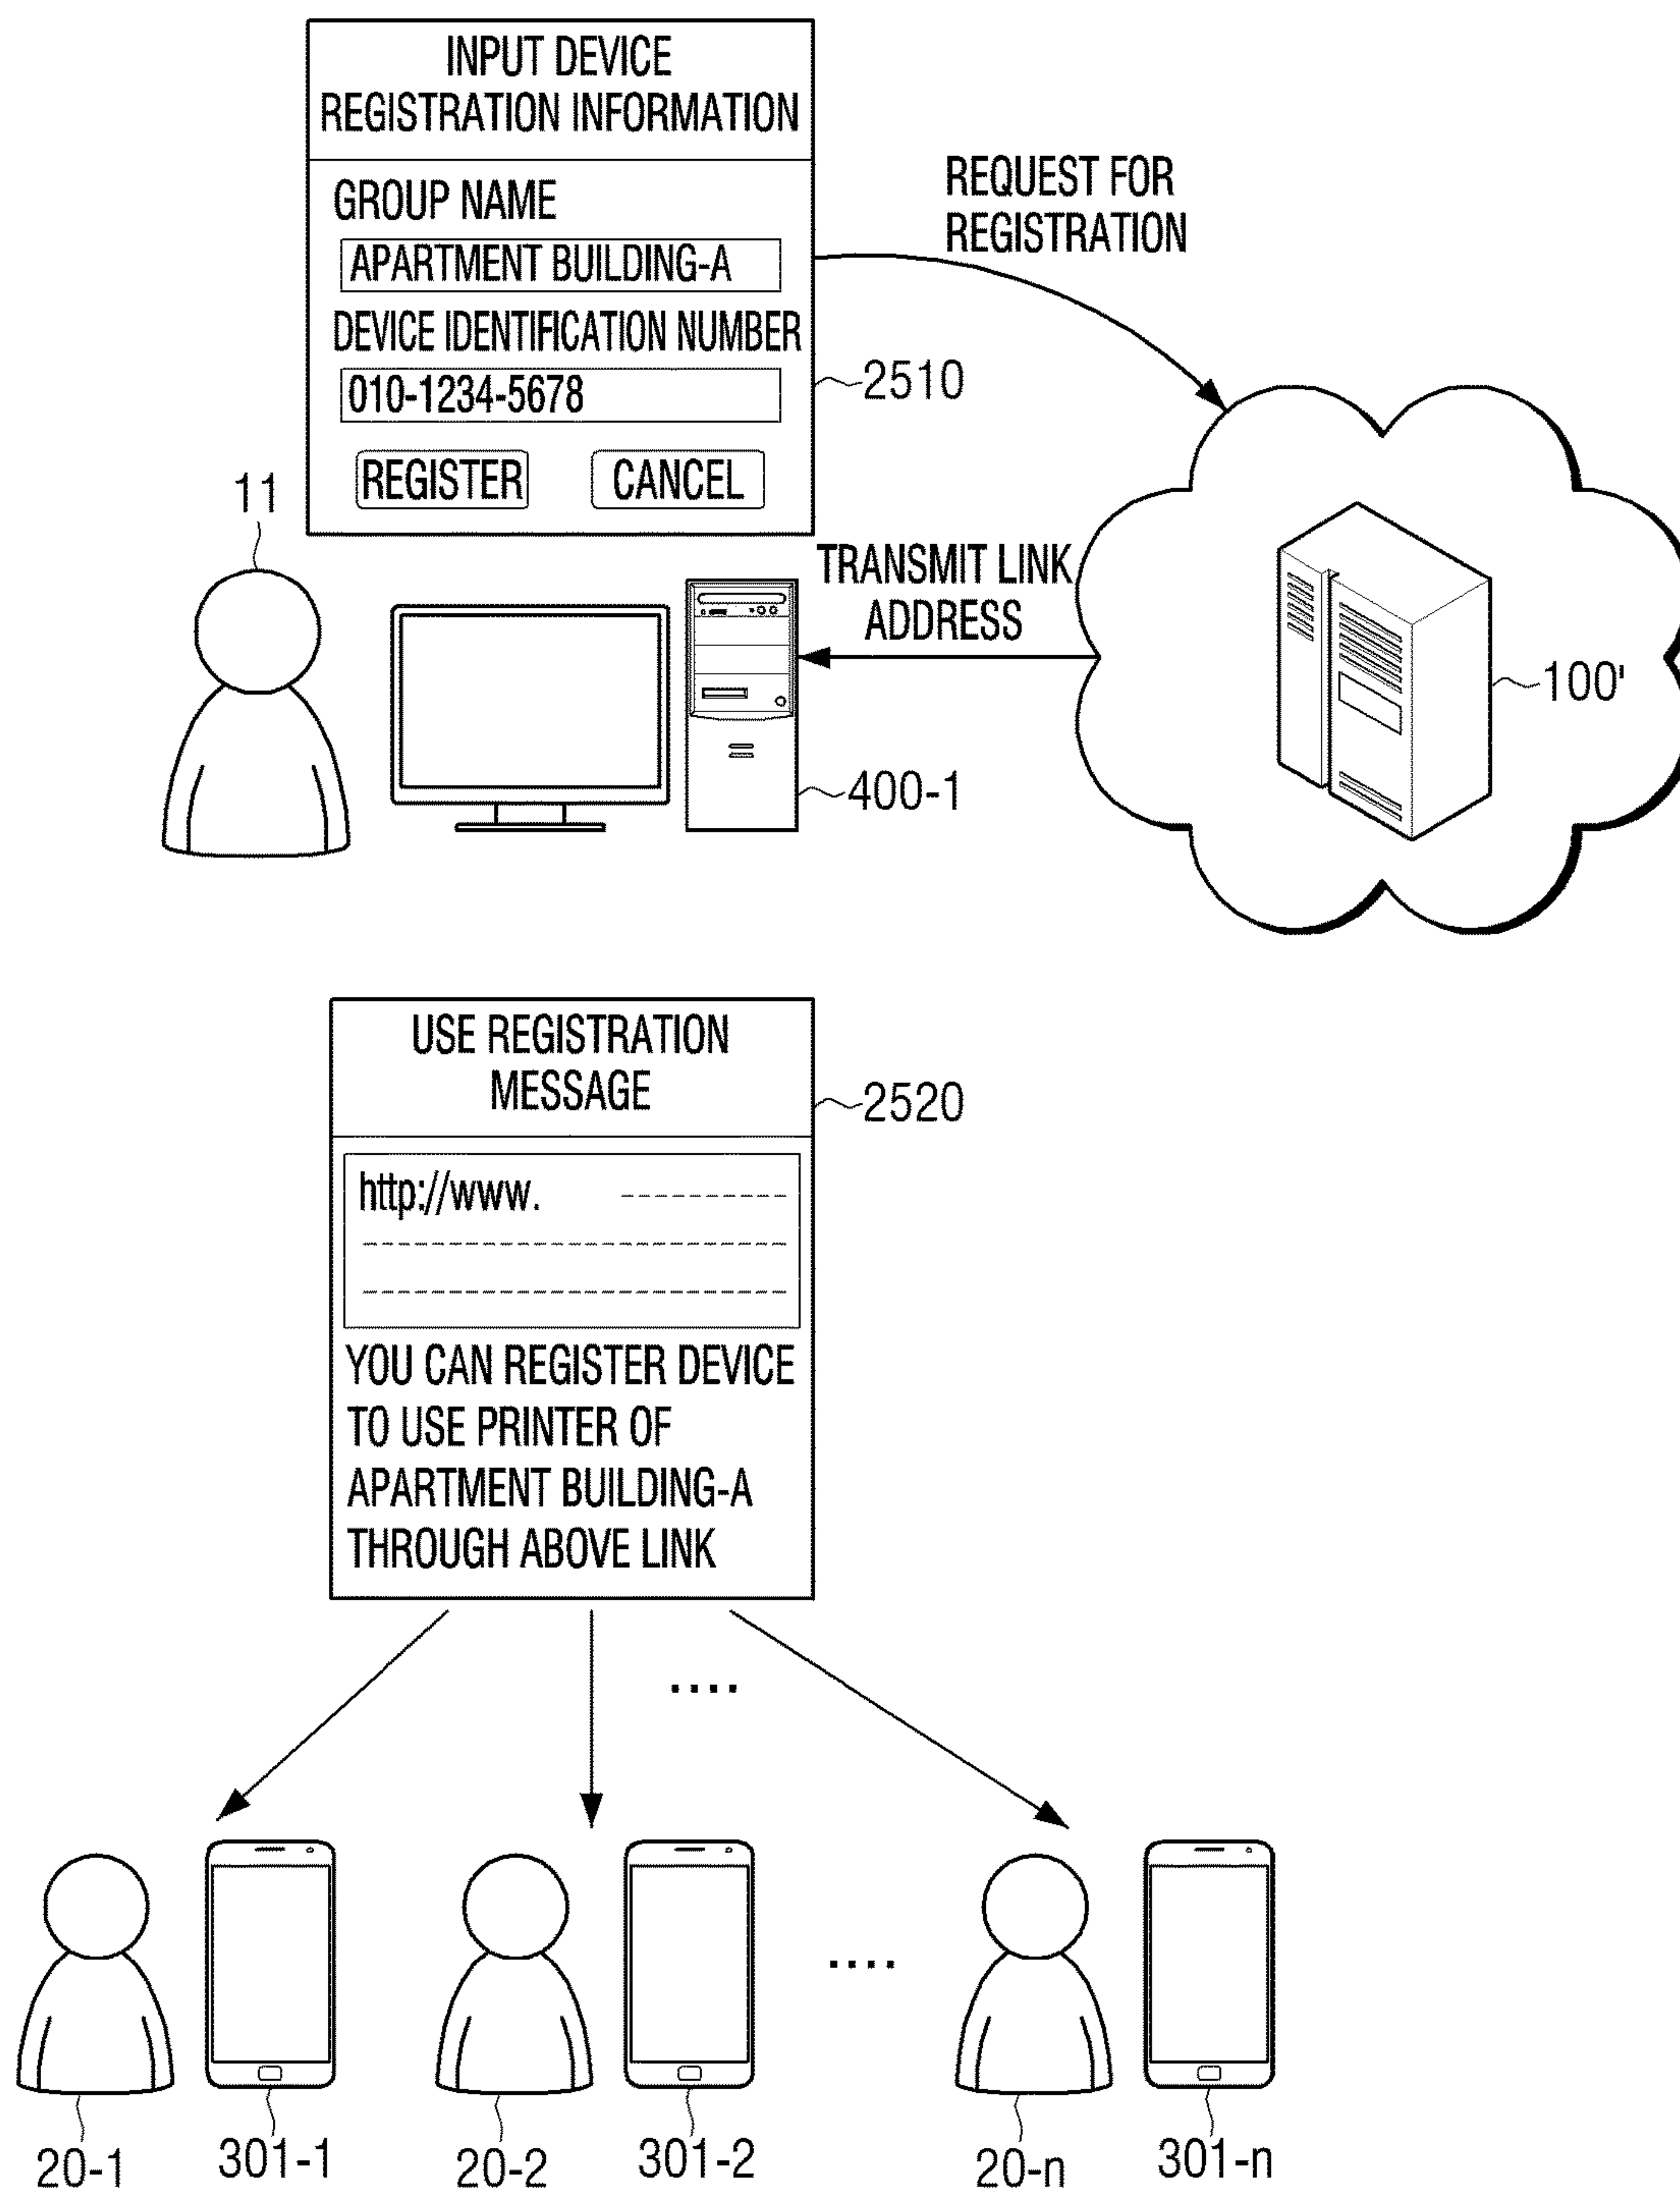 INPUT DEVICE
REGISTRATION INFORMATION
GROUP NAME
APARTMENT BUILDING-A
DEVICE IDENTIFICATION NUMBER
010-1234-5678
REGISTER
CANCEL
2510
REQUEST FOR
REGISTRATION
11
TRANSMIT LINK
ADDRESS
100'
400-1
USE REGISTRATION
MESSAGE
2520
http://www.
YOU CAN REGISTER DEVICE
TO USE PRINTER OF
APARTMENT BUILDING-A
THROUGH ABOVE LINK
....
....
20-1
301-1
20-2
301-2
20-n
301-n